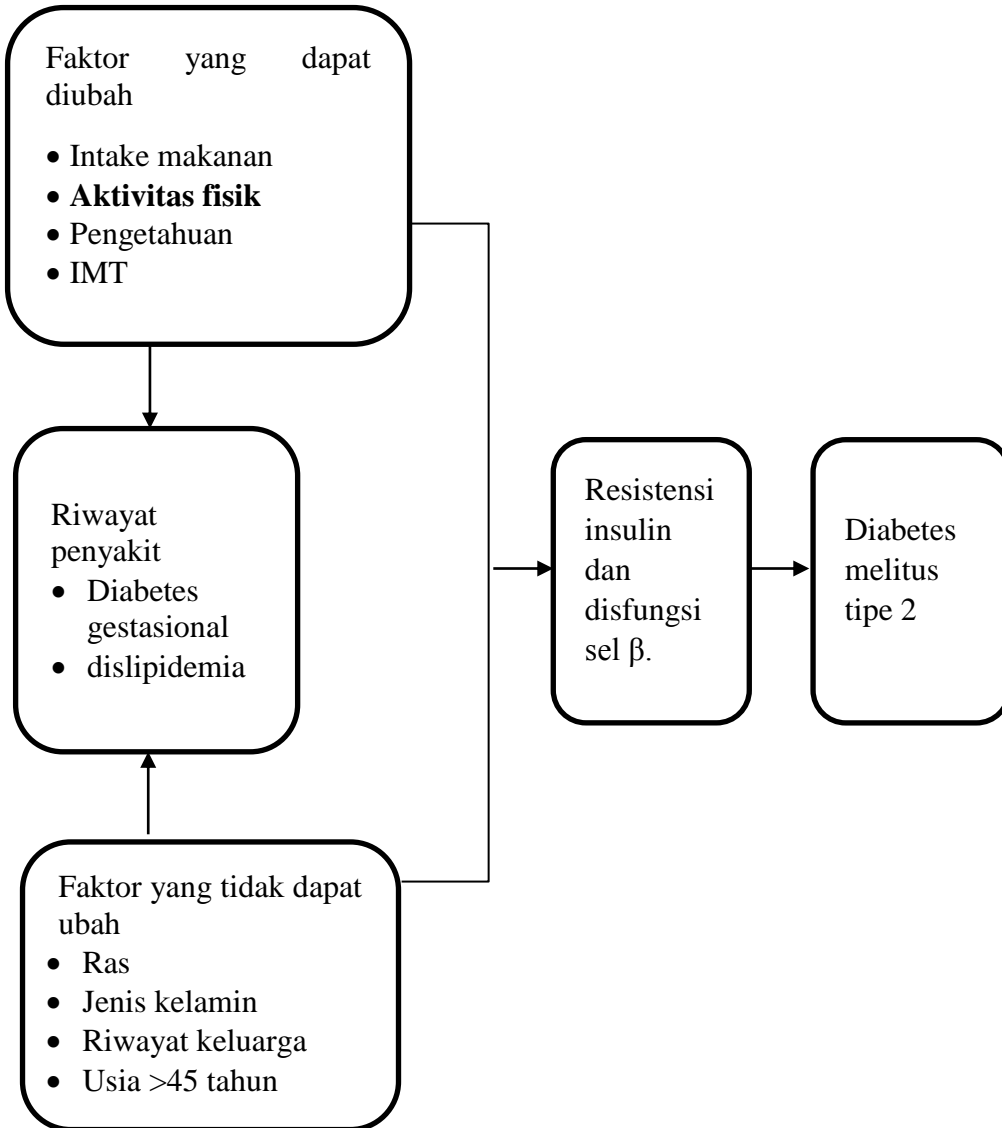 Faktor yang dapat
diubah
• Intake makanan
• Aktivitas fisik
• Pengetahuan
• IMT
Riwayat
penyakit
• Diabetes
gestasional
• dislipidemia
Resistensi
insulin
dan
disfungsi
sel β.
Diabetes
melitus
tipe 2
Faktor yang tidak dapat
ubah
• Ras
• Jenis kelamin
• Riwayat keluarga
• Usia >45 tahun